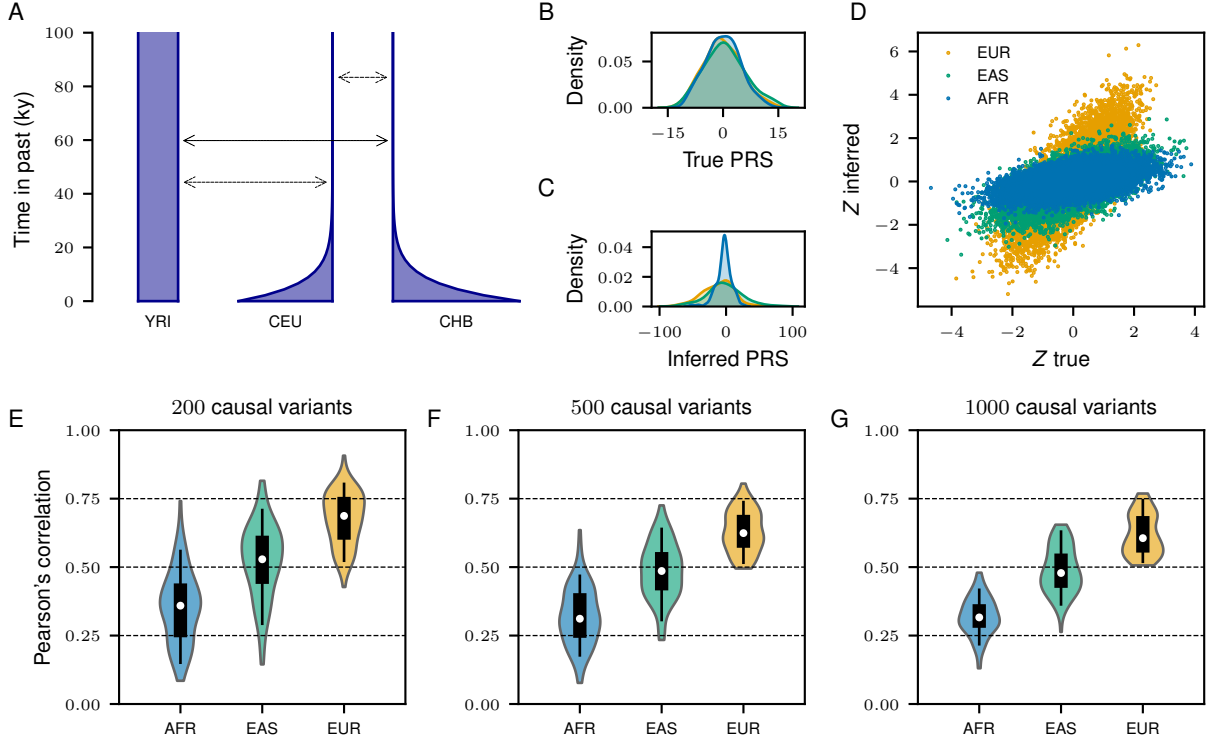 A
Time in past (ky)
100
80
60
40
20
0
YRI
CEU
CHB
B
Density
0.05
0.00
−15
0
15
True PRS
C
Density
0.04
0.02
0.00
−100
0
100
Inferred PRS
D
Z inferred
6
4
2
0
−2
−4
EUR
EAS
AFR
−4
−2
0
2
4
Z true
E
200 causal variants
Pearson's correlation
1.00
0.75
0.50
0.25
0.00
AFR
EAS
EUR
F
500 causal variants
1.00
0.75
0.50
0.25
0.00
AFR
EAS
EUR
G
1000 causal variants
1.00
0.75
0.50
0.25
0.00
AFR
EAS
EUR